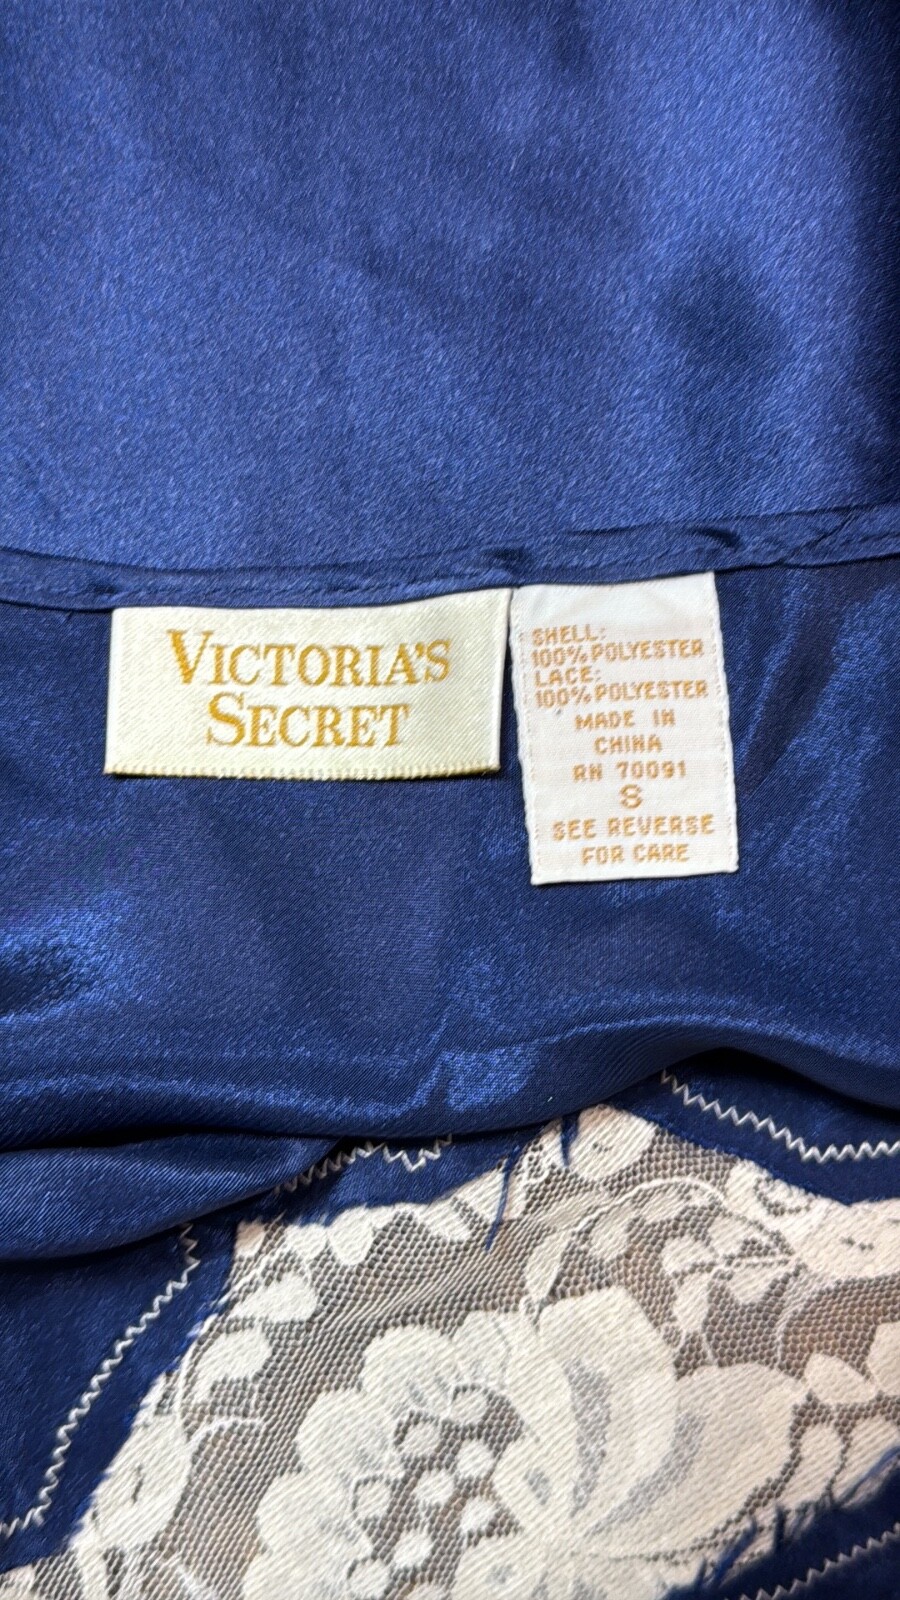 VICTORIA'S
SECRET
SHELL:
100% POLYESTER
LACE:
100% POLYESTER
MADE IN
CHINA
RN 70091
S
SEE REVERSE
FOR CARE